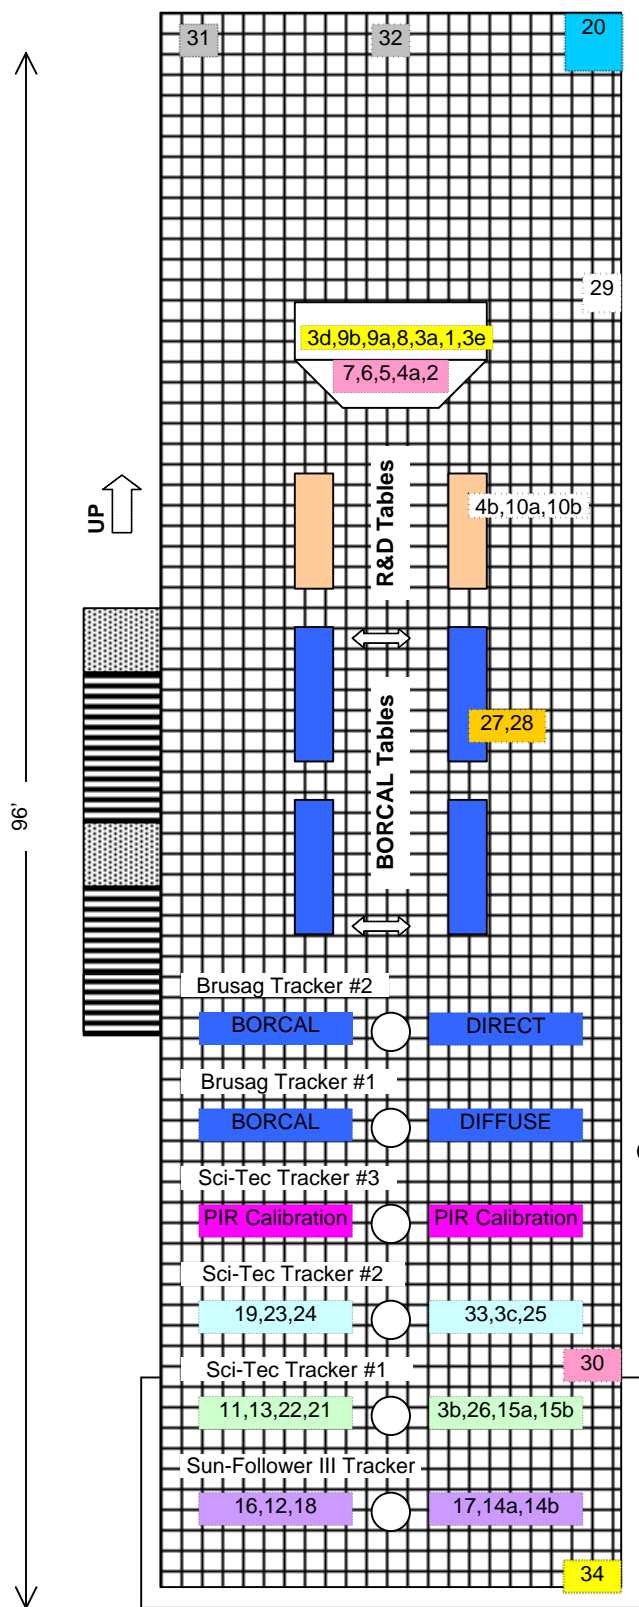 31
32
20
29
3d,9b,9a,8,3a,1,3e
7,6,5,4a,2
UP
R&D Tables
4b,10a,10b
BORCAL Tables
27,28
96'
Brusag Tracker #2
BORCAL
DIRECT
Brusag Tracker #1
BORCAL
DIFFUSE
Sci-Tec Tracker #3
PIR Calibration
PIR Calibration
Sci-Tec Tracker #2
19,23,24
33,3c,25
30
Sci-Tec Tracker #1
11,13,22,21
3b,26,15a,15b
Sun-Follower III Tracker
16,12,18
17,14a,14b
34